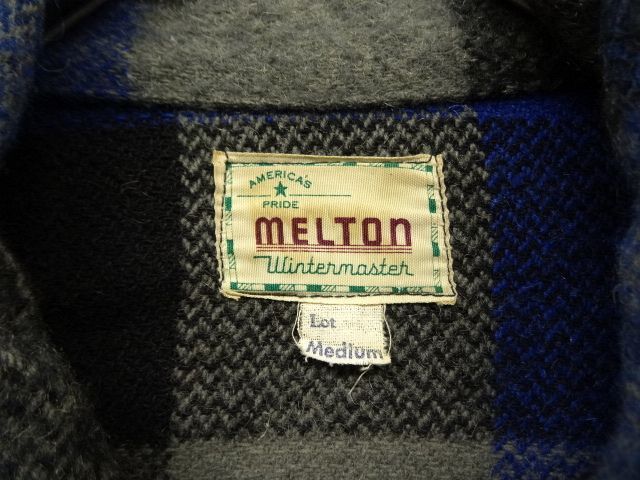 AMERICA'S
PRIDE
MELTON
Wintermaster
Lot
Medium